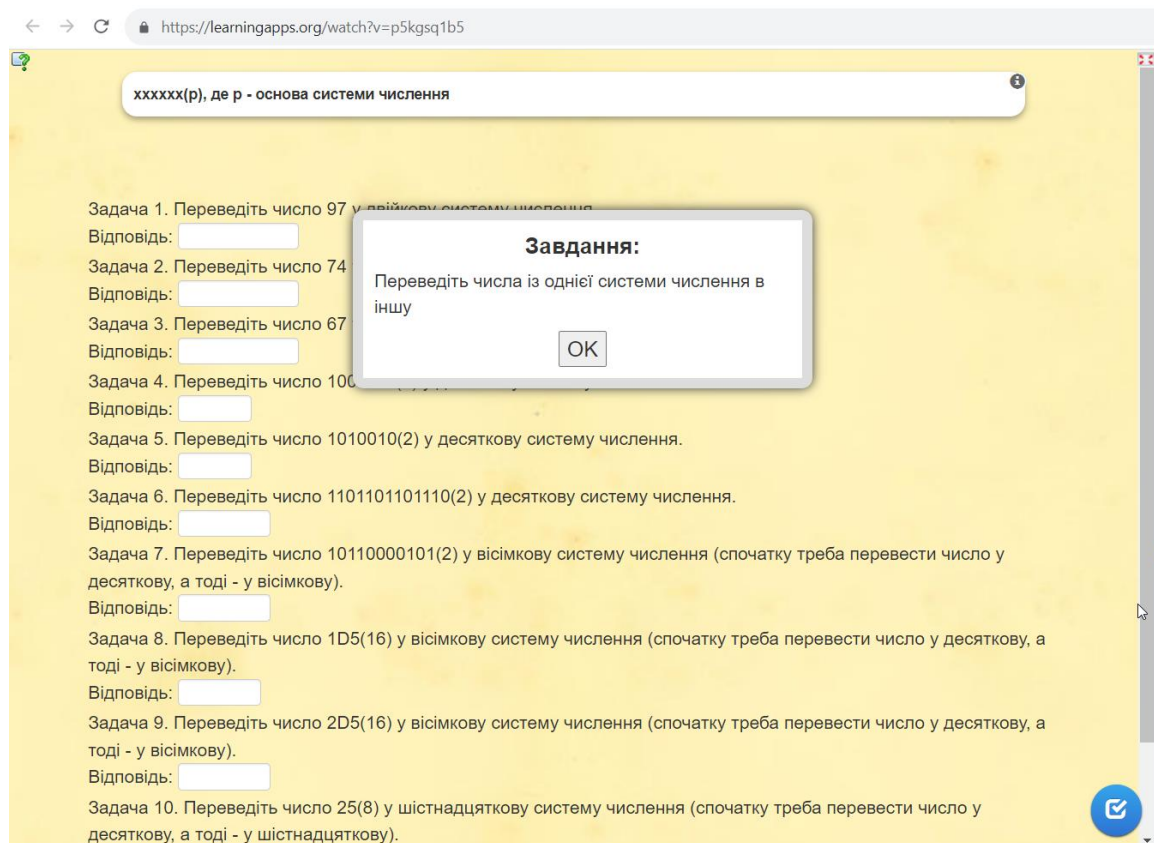 https://learningapps.org/watch?v=p5kgsq1b5
xxxxxx(p), де p - основа системи числення
Задача 1. Переведіть число 97 у двійкову систему числення
Відповідь:
Завдання:
Задача 2. Переведіть число 74
Переведіть числа із однієї системи числення в
іншу
Відповідь:
Задача 3. Переведіть число 67
Відповідь:
OK
Задача 4. Переведіть число
Відповідь:
Задача 5. Переведіть число 1010010(2) у десяткову систему числення.
Відповідь:
Задача 6. Переведіть число 1101101101110(2) у десяткову систему числення.
Відповідь:
Задача 7. Переведіть число 10110000101(2) у вісімкову систему числення (спочатку треба перевести число у
десяткову, а тоді - у вісімкову).
Відповідь:
Задача 8. Переведіть число 1D5(16) у вісімкову систему числення (спочатку треба перевести число у десяткову, а
тоді - у вісімкову).
Відповідь:
Задача 9. Переведіть число 2D5(16) у вісімкову систему числення (спочатку треба перевести число у десяткову, а
тоді - у вісімкову).
Відповідь:
Задача 10. Переведіть число 25(8) у шістнадцяткову систему числення (спочатку треба перевести число у
десяткову, а тоді - у шістнадцяткову).